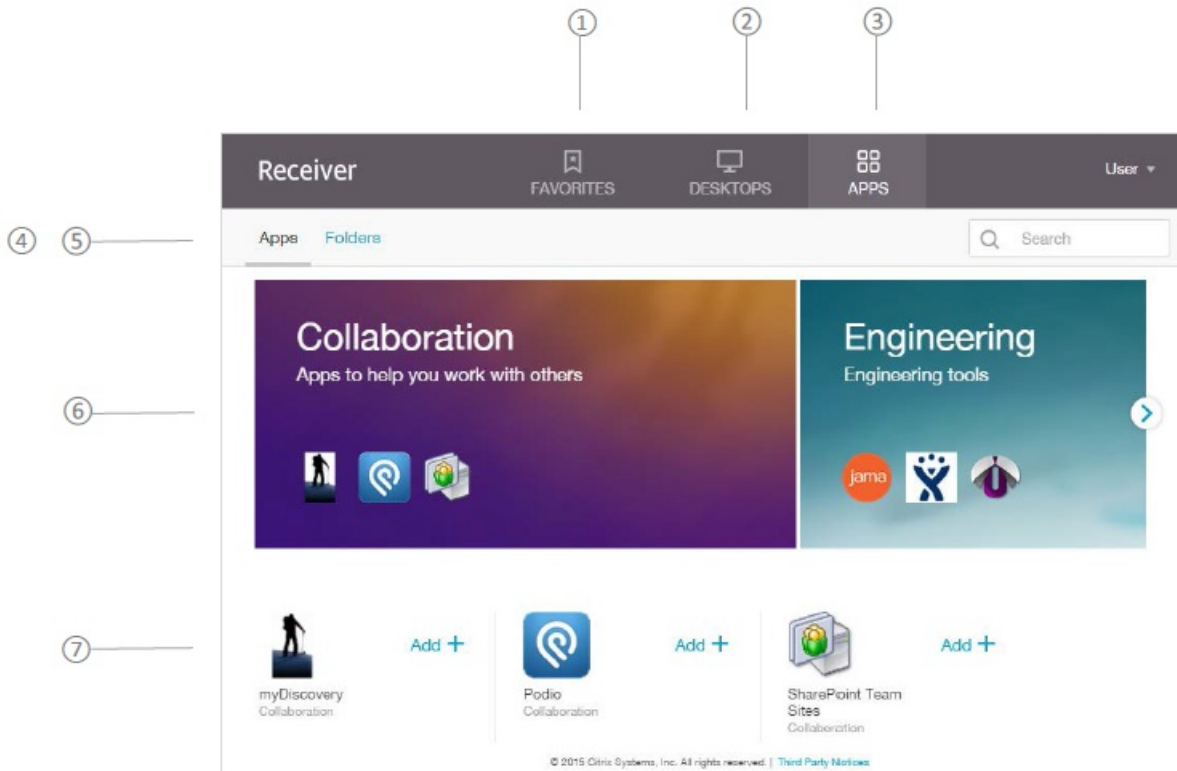 ① ② ③
Receiver FAVORITES DESKTOPS APPS User
④ ⑤ Apps Folders Search
Collaboration
Apps to help you work with others
Engineering
Engineering tools
⑥
jama
⑦
Add +
myDiscovery
Collaboration
Add +
Podio
Collaboration
Add +
SharePoint Team
Sites
Collaboration
© 2015 Citrix Systems, Inc. All rights reserved. | Third Party Notices